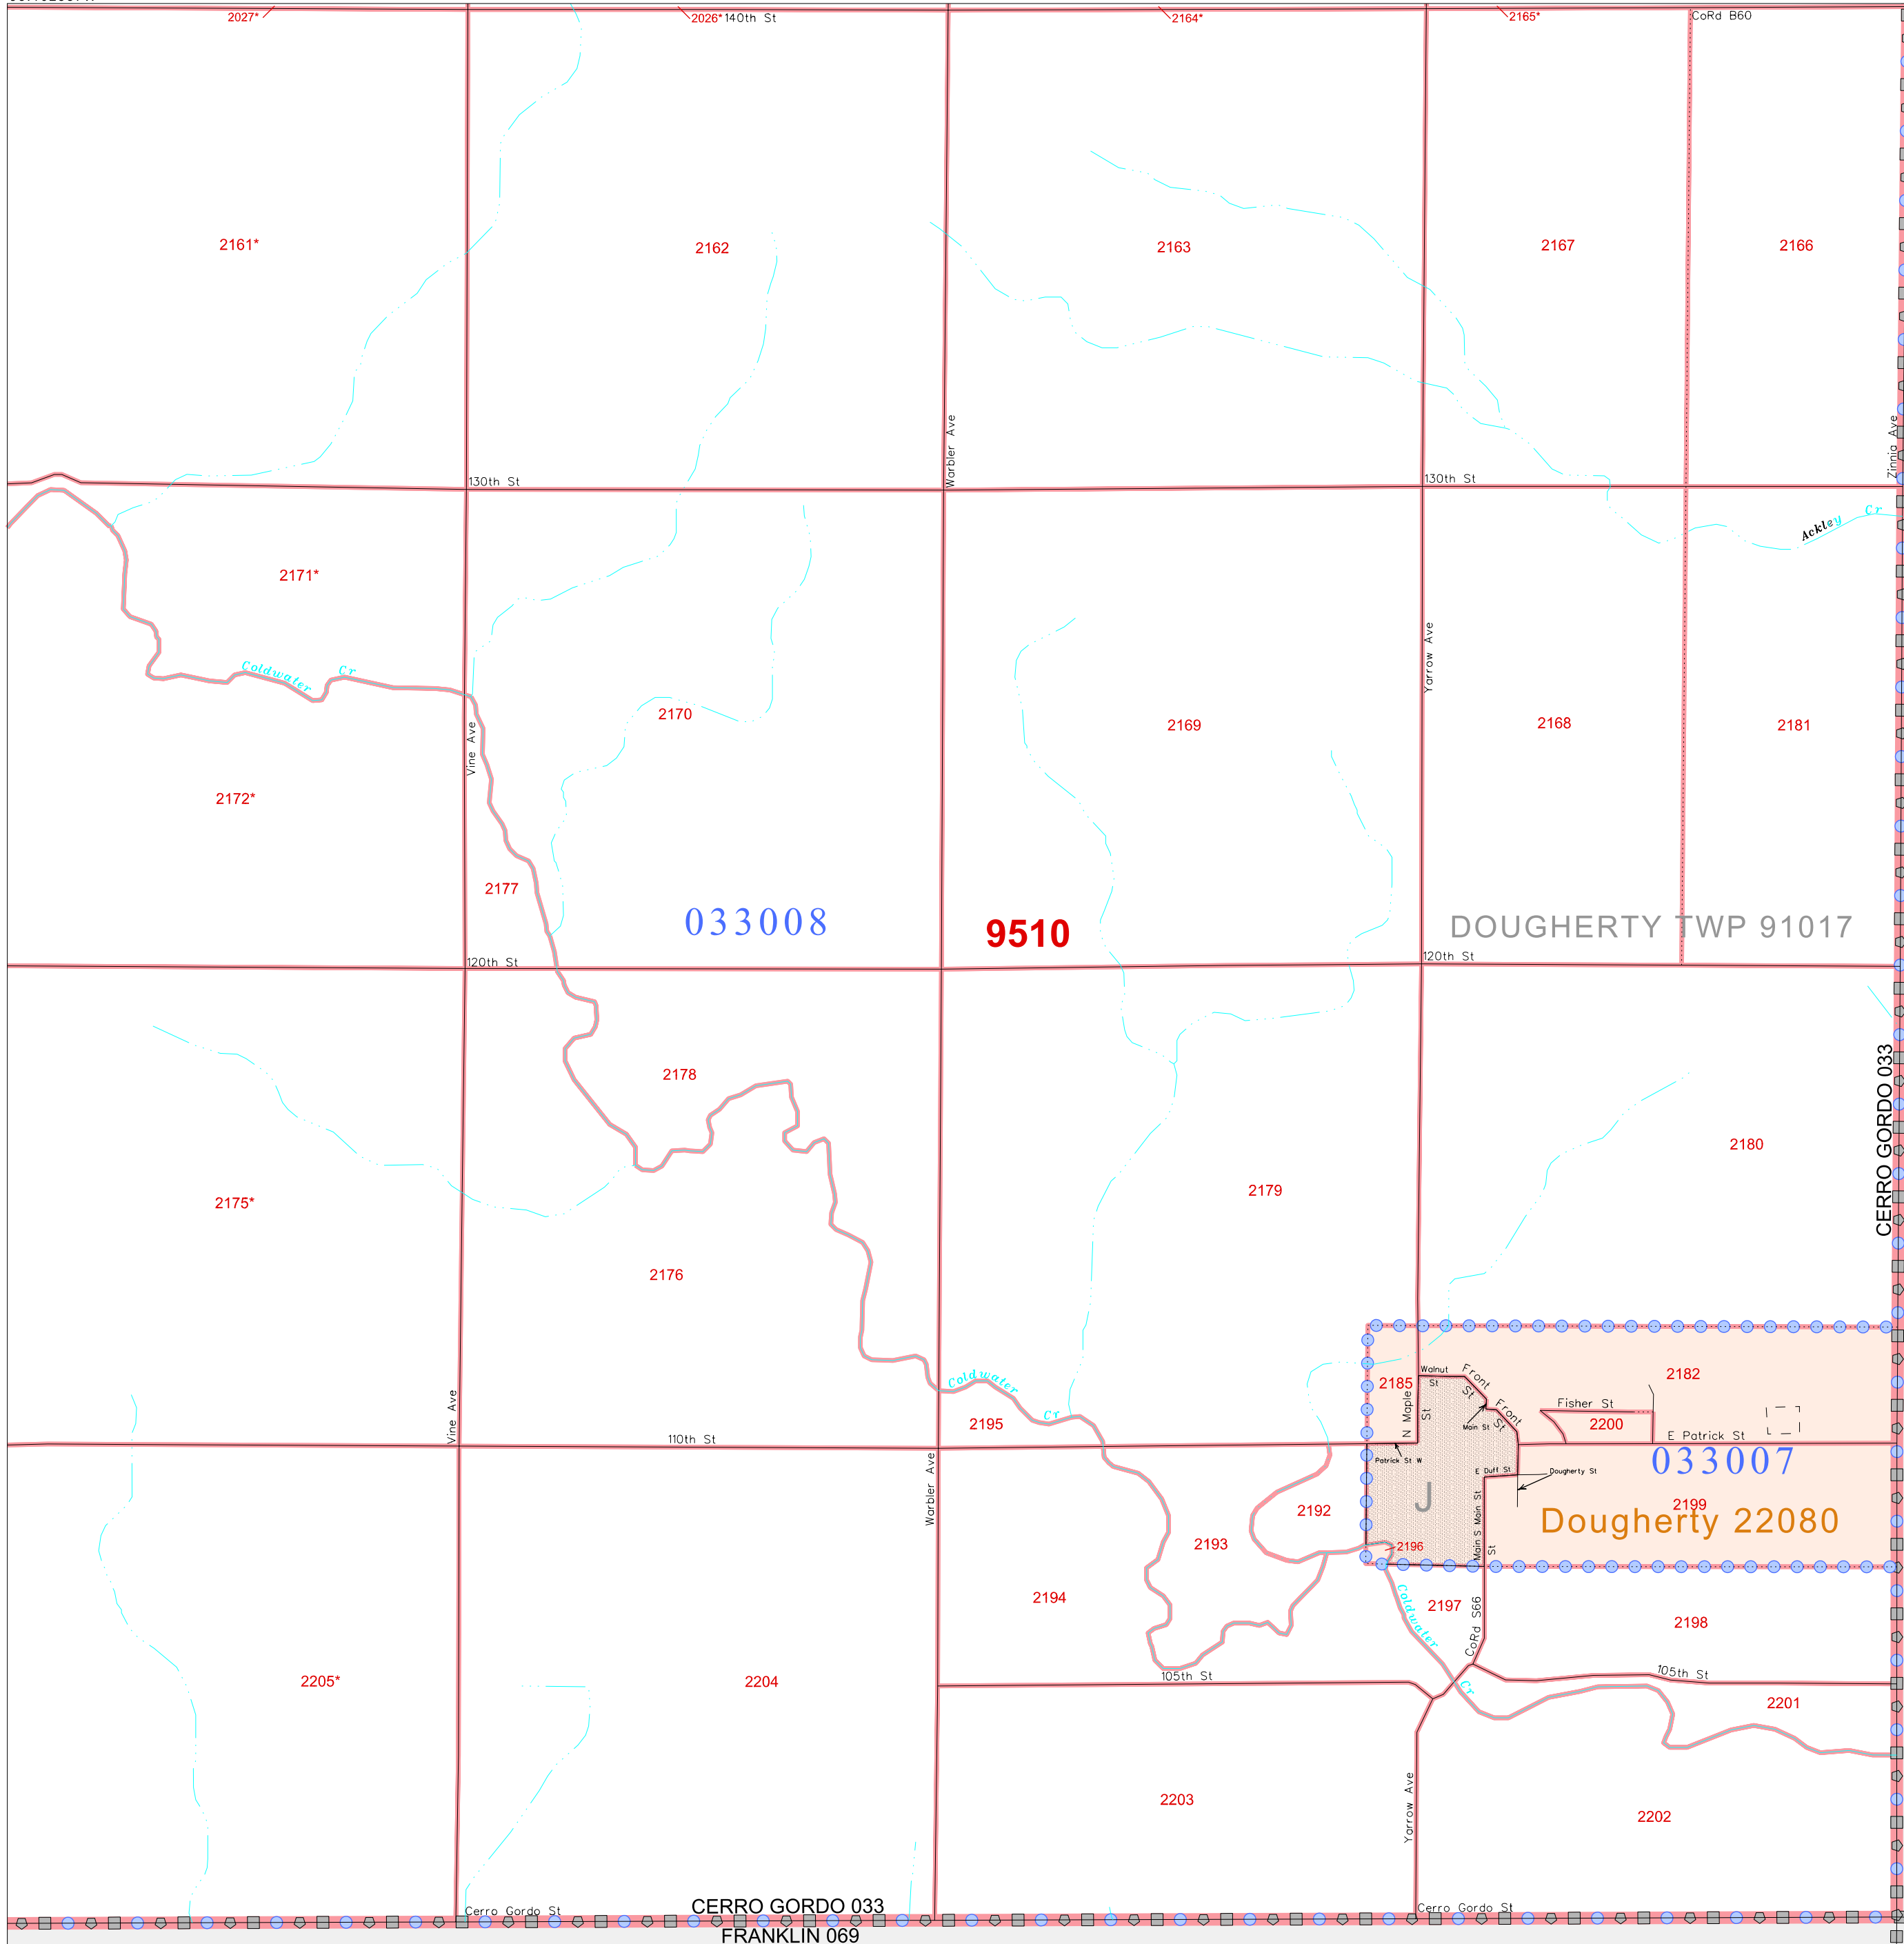 2027*
2026*
140th St
2164*
2165*
CoRd B60
2161*
2162
2163
2167
2166
Warbler Ave
Zinnia Ave
130th St
130th St
Ackley Cr
2171*
Coldwater Cr
Vine Ave
2170
2169
Yarrow Ave
2168
2181
2172*
2177
033008
9510
DOUGHERTY TWP 91017
120th St
120th St
2178
CERRO GORDO 033
2180
2175*
2179
2176
2182
2185
Walnut St
Front St
N Maple St
Main St
Front St
Fisher St
2200
Coldwater Cr
2195
Vine Ave
110th St
E Patrick St
Patrick St W
033007
E Duff St
Dougherty St
Warbler Ave
J
2192
2199
Dougherty 22080
Main St
S Main St
2193
2196
2194
Coldwater Cr
2197
CoRd S66
2198
2205*
2204
105th St
105th St
2201
Yarrow Ave
2203
2202
Cerro Gordo St
CERRO GORDO 033
Cerro Gordo St
FRANKLIN 069